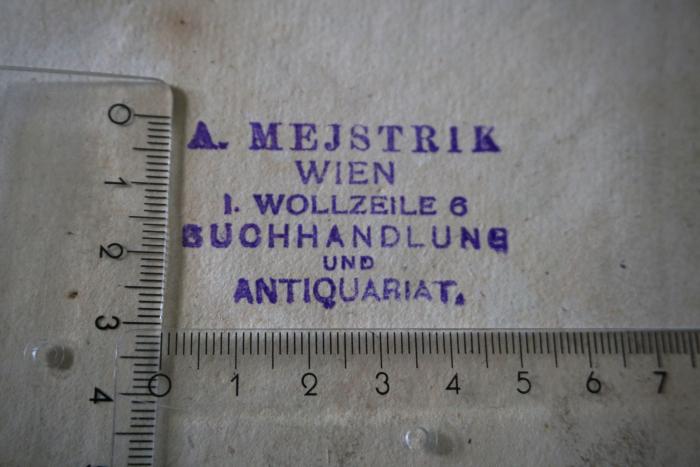 A. MEJSTRIK
WIEN
I. WOLLZEILE 6
BUCHHANDLUNG
UND
ANTIQUARIAT.
0
1
2
3
4
0 1 2 3 4 5 6 7